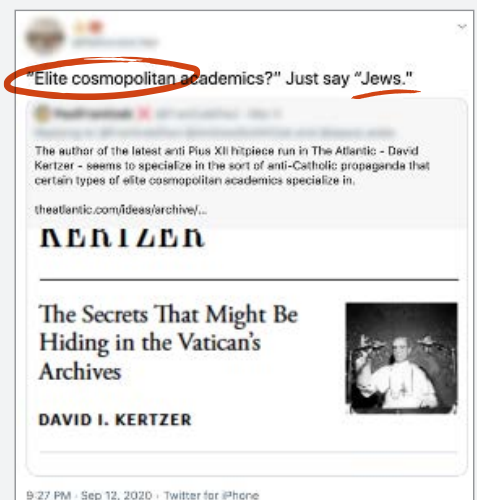 “Elite cosmopolitan academics?” Just say “Jews.”
The author of the latest anti Pius XII hitpiece run in The Atlantic - David
Kertzer - seems to specialize in the sort of anti-Catholic propaganda that
certain types of elite cosmopolitan academics specialize in.
theatlantic.com/ideas/archive/...
KERTZER
The Secrets That Might Be
Hiding in the Vatican’s
Archives
DAVID I. KERTZER
9:27 PM · Sep 12, 2020 · Twitter for iPhone